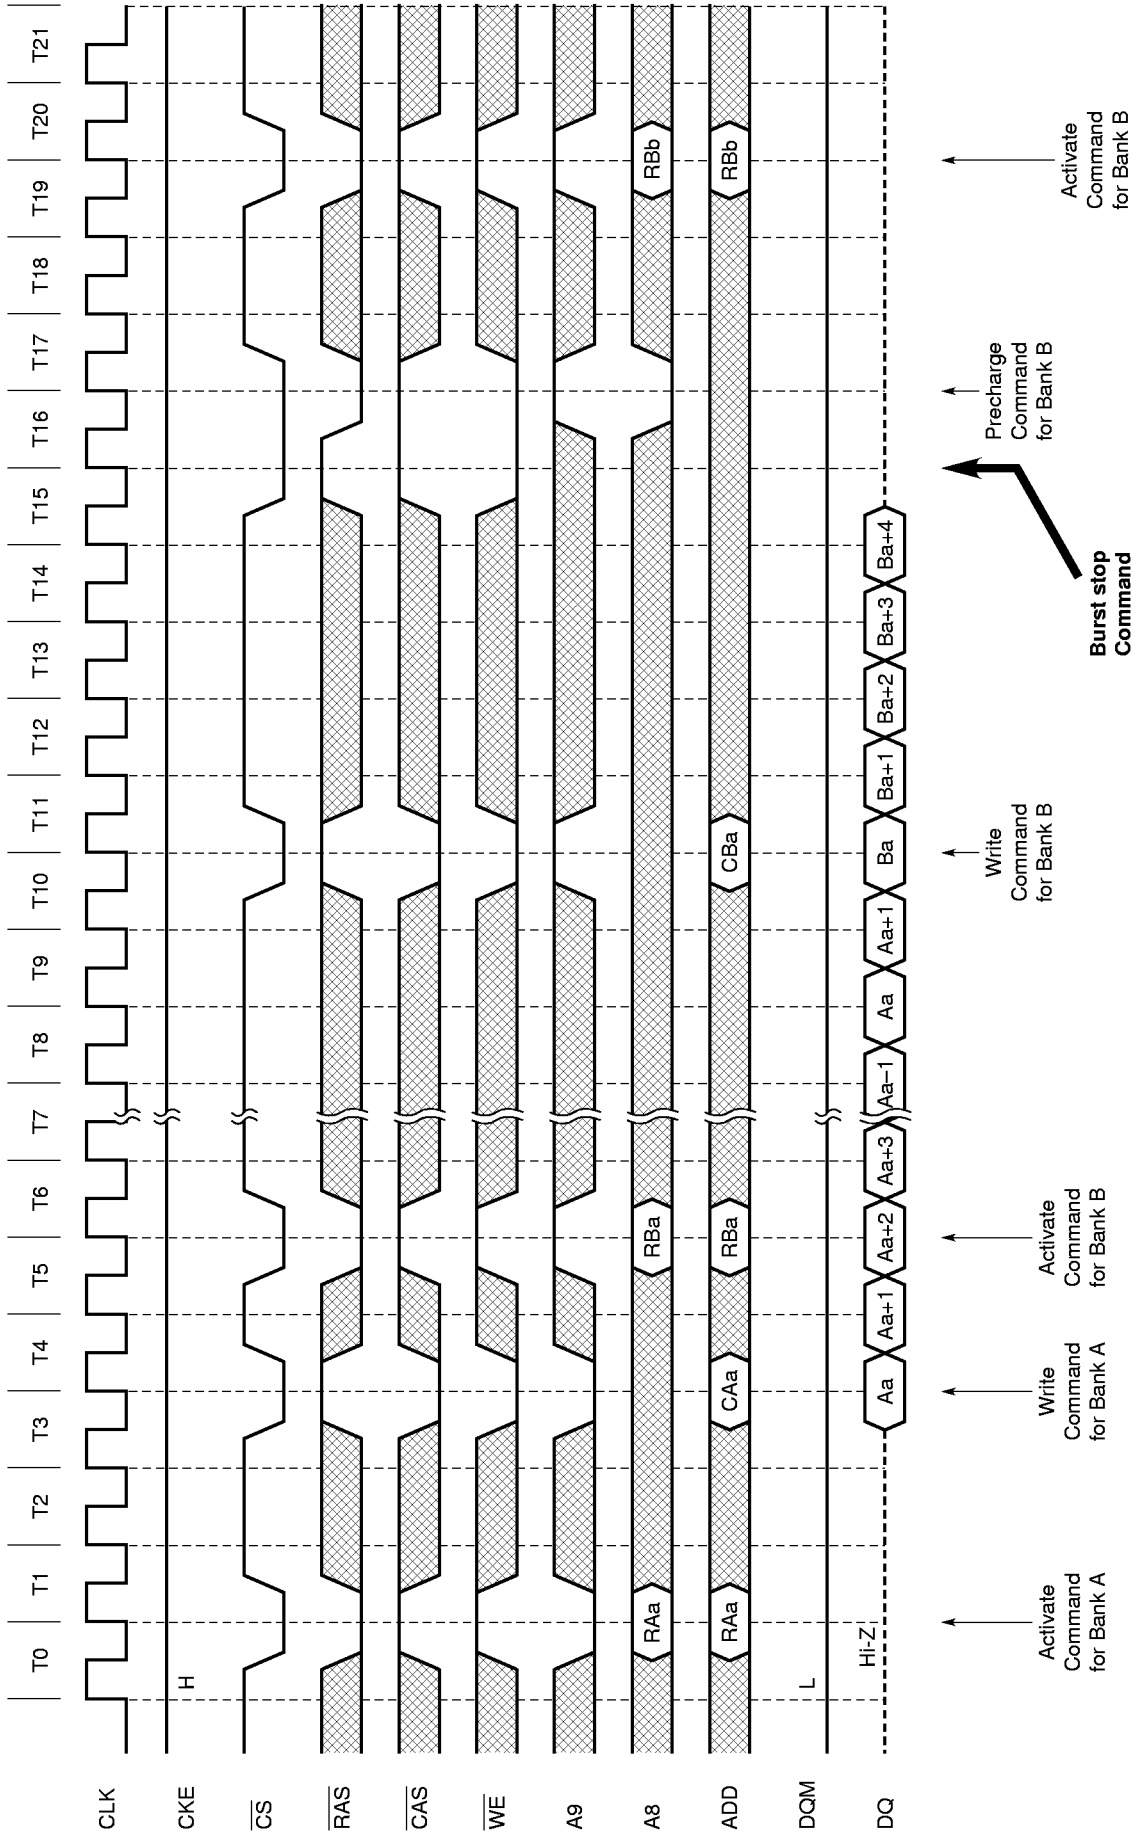 T0 T1 T2 T3 T4 T5 T6 T7 T8 T9 T10 T11 T12 T13 T14 T15 T16 T17 T18 T19 T20 T21
CLK
CKE H
CS
RAS
CAS
WE
A9
A8 RAa RBa RBb
ADD RAa CAa RBa CBa RBb
DQM L
DQ Hi-Z Aa Aa+1 Aa+2 Aa+3 Aa–1 Aa Aa+1 Ba Ba+1 Ba+2 Ba+3 Ba+4
Activate
Command
for Bank A
Write
Command
for Bank A
Activate
Command
for Bank B
Write
Command
for Bank B
Burst stop
Command
Precharge
Command
for Bank B
Activate
Command
for Bank B